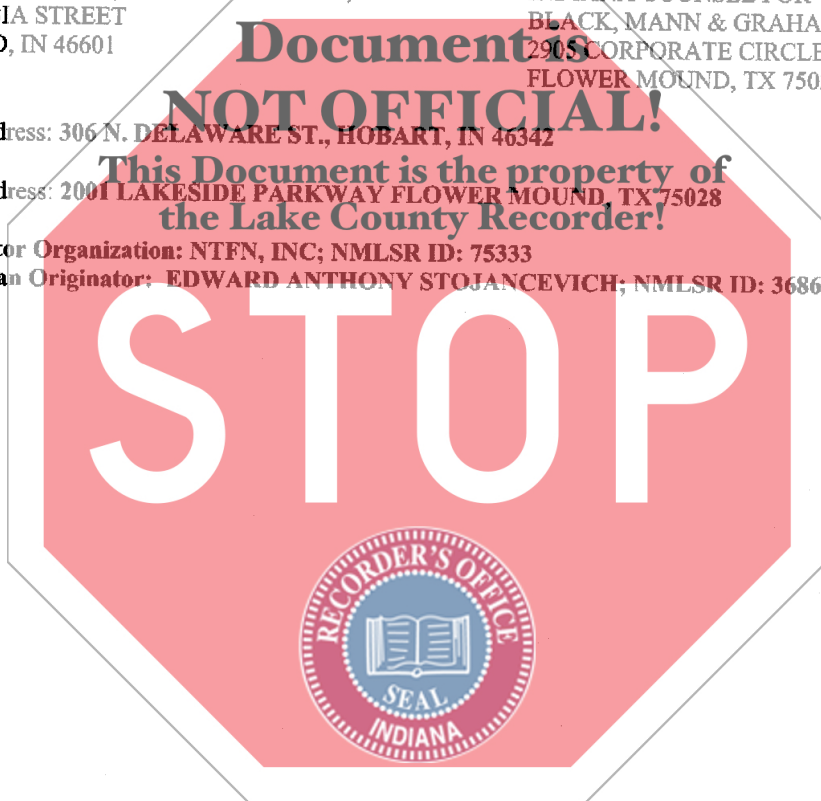 IA STREET
, IN 46601
BLACK, MANN & GRAHA
2905 CORPORATE CIRCLE
FLOWER MOUND, TX 750
Document is
NOT OFFICIAL!
dress: 306 N. DELAWARE ST., HOBART, IN 46342
This Document is the property of
dress: 2001 LAKESIDE PARKWAY FLOWER MOUND, TX 75028
the Lake County Recorder!
tor Organization: NTFN, INC; NMLSR ID: 75333
an Originator: EDWARD ANTHONY STOJANCEVICH; NMLSR ID: 3686
STOP
RECORDER'S OFFICE
SEAL
INDIANA